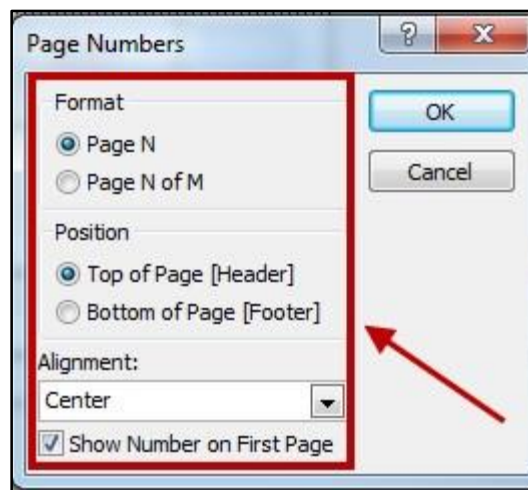 Page Numbers
Format
OK
Page N
Page N of M
Cancel
Position
Top of Page [Header]
Bottom of Page [Footer]
Alignment:
Center
Show Number on First Page